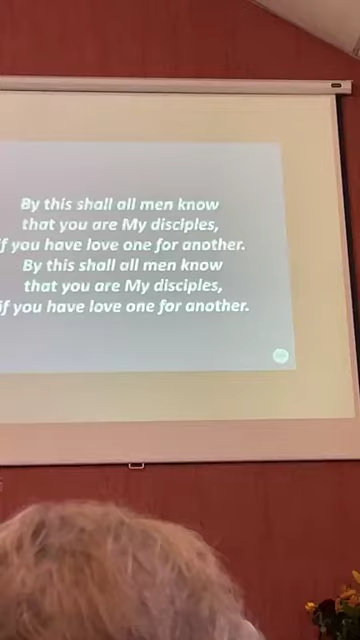 By this shall all men know
that you are My disciples,
if you have love one for another.
By this shall all men know
that you are My disciples,
if you have love one for another.